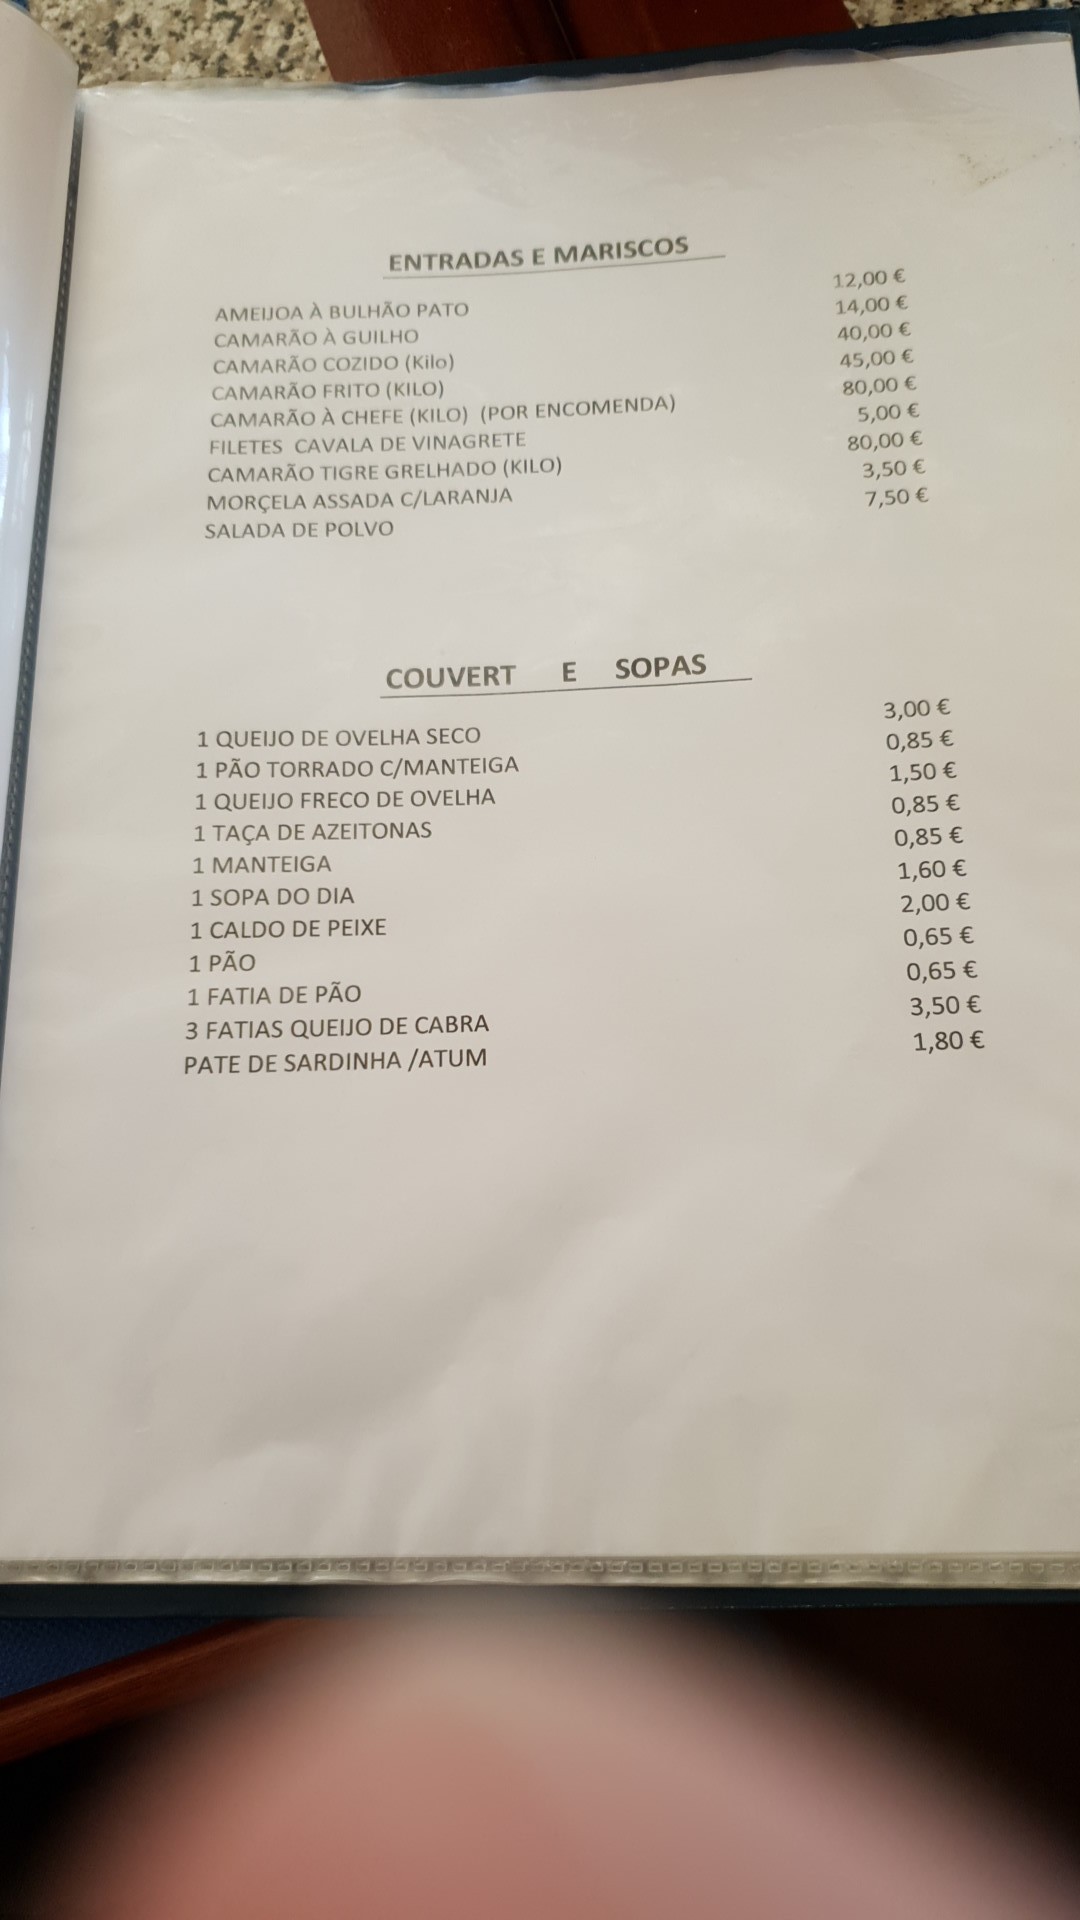 ENTRADAS E MARISCOS
AMEIJOA À BULHÃO PATO 12,00 €
CAMARÃO À GUILHO 14,00 €
CAMARÃO COZIDO (Kilo) 40,00 €
CAMARÃO FRITO (KILO) 45,00 €
CAMARÃO À CHEFE (KILO) (POR ENCOMENDA) 80,00 €
FILETES CAVALA DE VINAGRETE 5,00 €
CAMARÃO TIGRE GRELHADO (KILO) 80,00 €
MORÇELA ASSADA C/LARANJA 3,50 €
SALADA DE POLVO 7,50 €
COUVERT E SOPAS
1 QUEIJO DE OVELHA SECO 3,00 €
1 PÃO TORRADO C/MANTEIGA 0,85 €
1 QUEIJO FRECO DE OVELHA 1,50 €
1 TAÇA DE AZEITONAS 0,85 €
1 MANTEIGA 0,85 €
1 SOPA DO DIA 1,60 €
1 CALDO DE PEIXE 2,00 €
1 PÃO 0,65 €
1 FATIA DE PÃO 0,65 €
3 FATIAS QUEIJO DE CABRA 3,50 €
PATE DE SARDINHA /ATUM 1,80 €